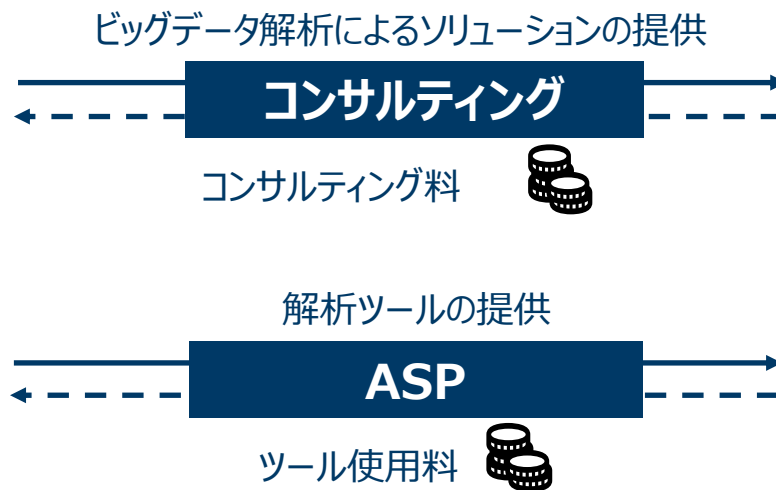 ビッグデータ解析によるソリューションの提供
コンサルティング
コンサルティング料
解析ツールの提供
ASP
ツール使用料